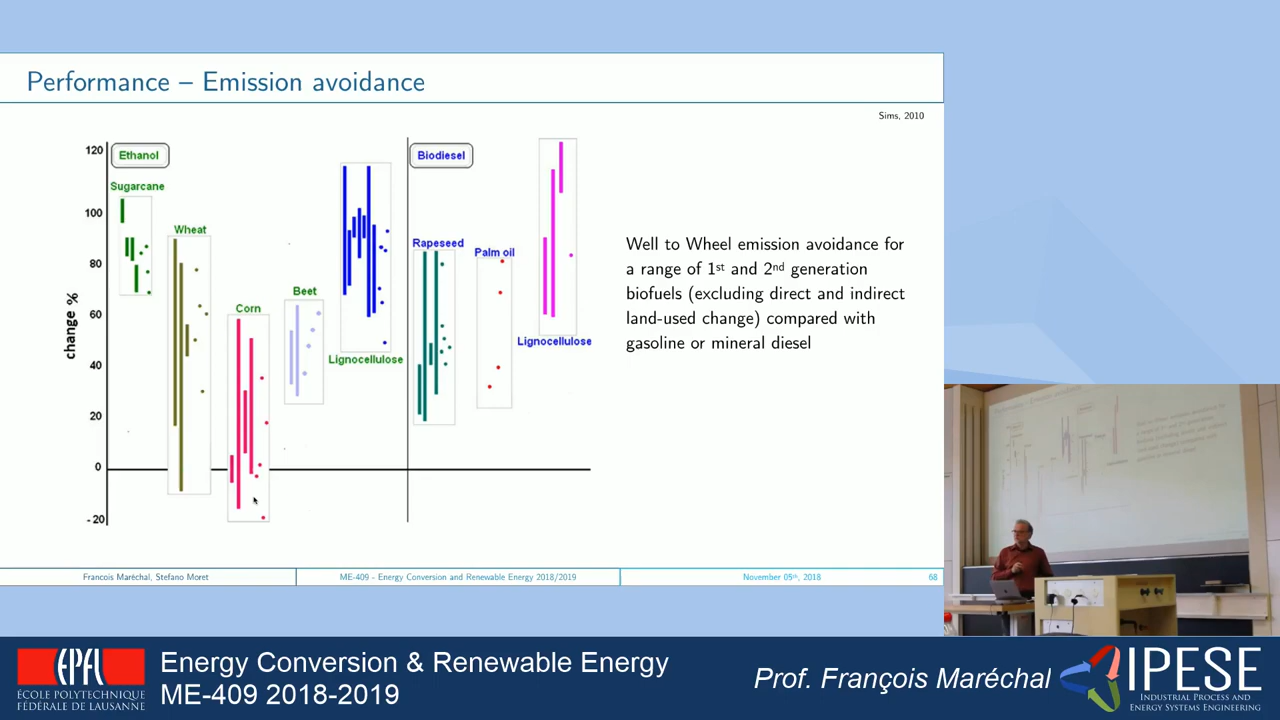 Performance – Emission avoidance
Sims, 2010
change %
120
100
80
60
40
20
0
-20
Ethanol
Sugarcane
Wheat
Corn
Beet
Lignocellulose
Biodiesel
Rapeseed
Palm oil
Lignocellulose
Well to Wheel emission avoidance for
a range of 1st and 2nd generation
biofuels (excluding direct and indirect
land-used change) compared with
gasoline or mineral diesel
Francois Maréchal, Stefano Moret
ME-409 - Energy Conversion and Renewable Energy 2018/2019
November 05th, 2018
68
EPFL
ÉCOLE POLYTECHNIQUE
FÉDÉRALE DE LAUSANNE
Energy Conversion & Renewable Energy
ME-409 2018-2019
Prof. François Maréchal
IPESE
Industrial Process and
Energy Systems Engineering